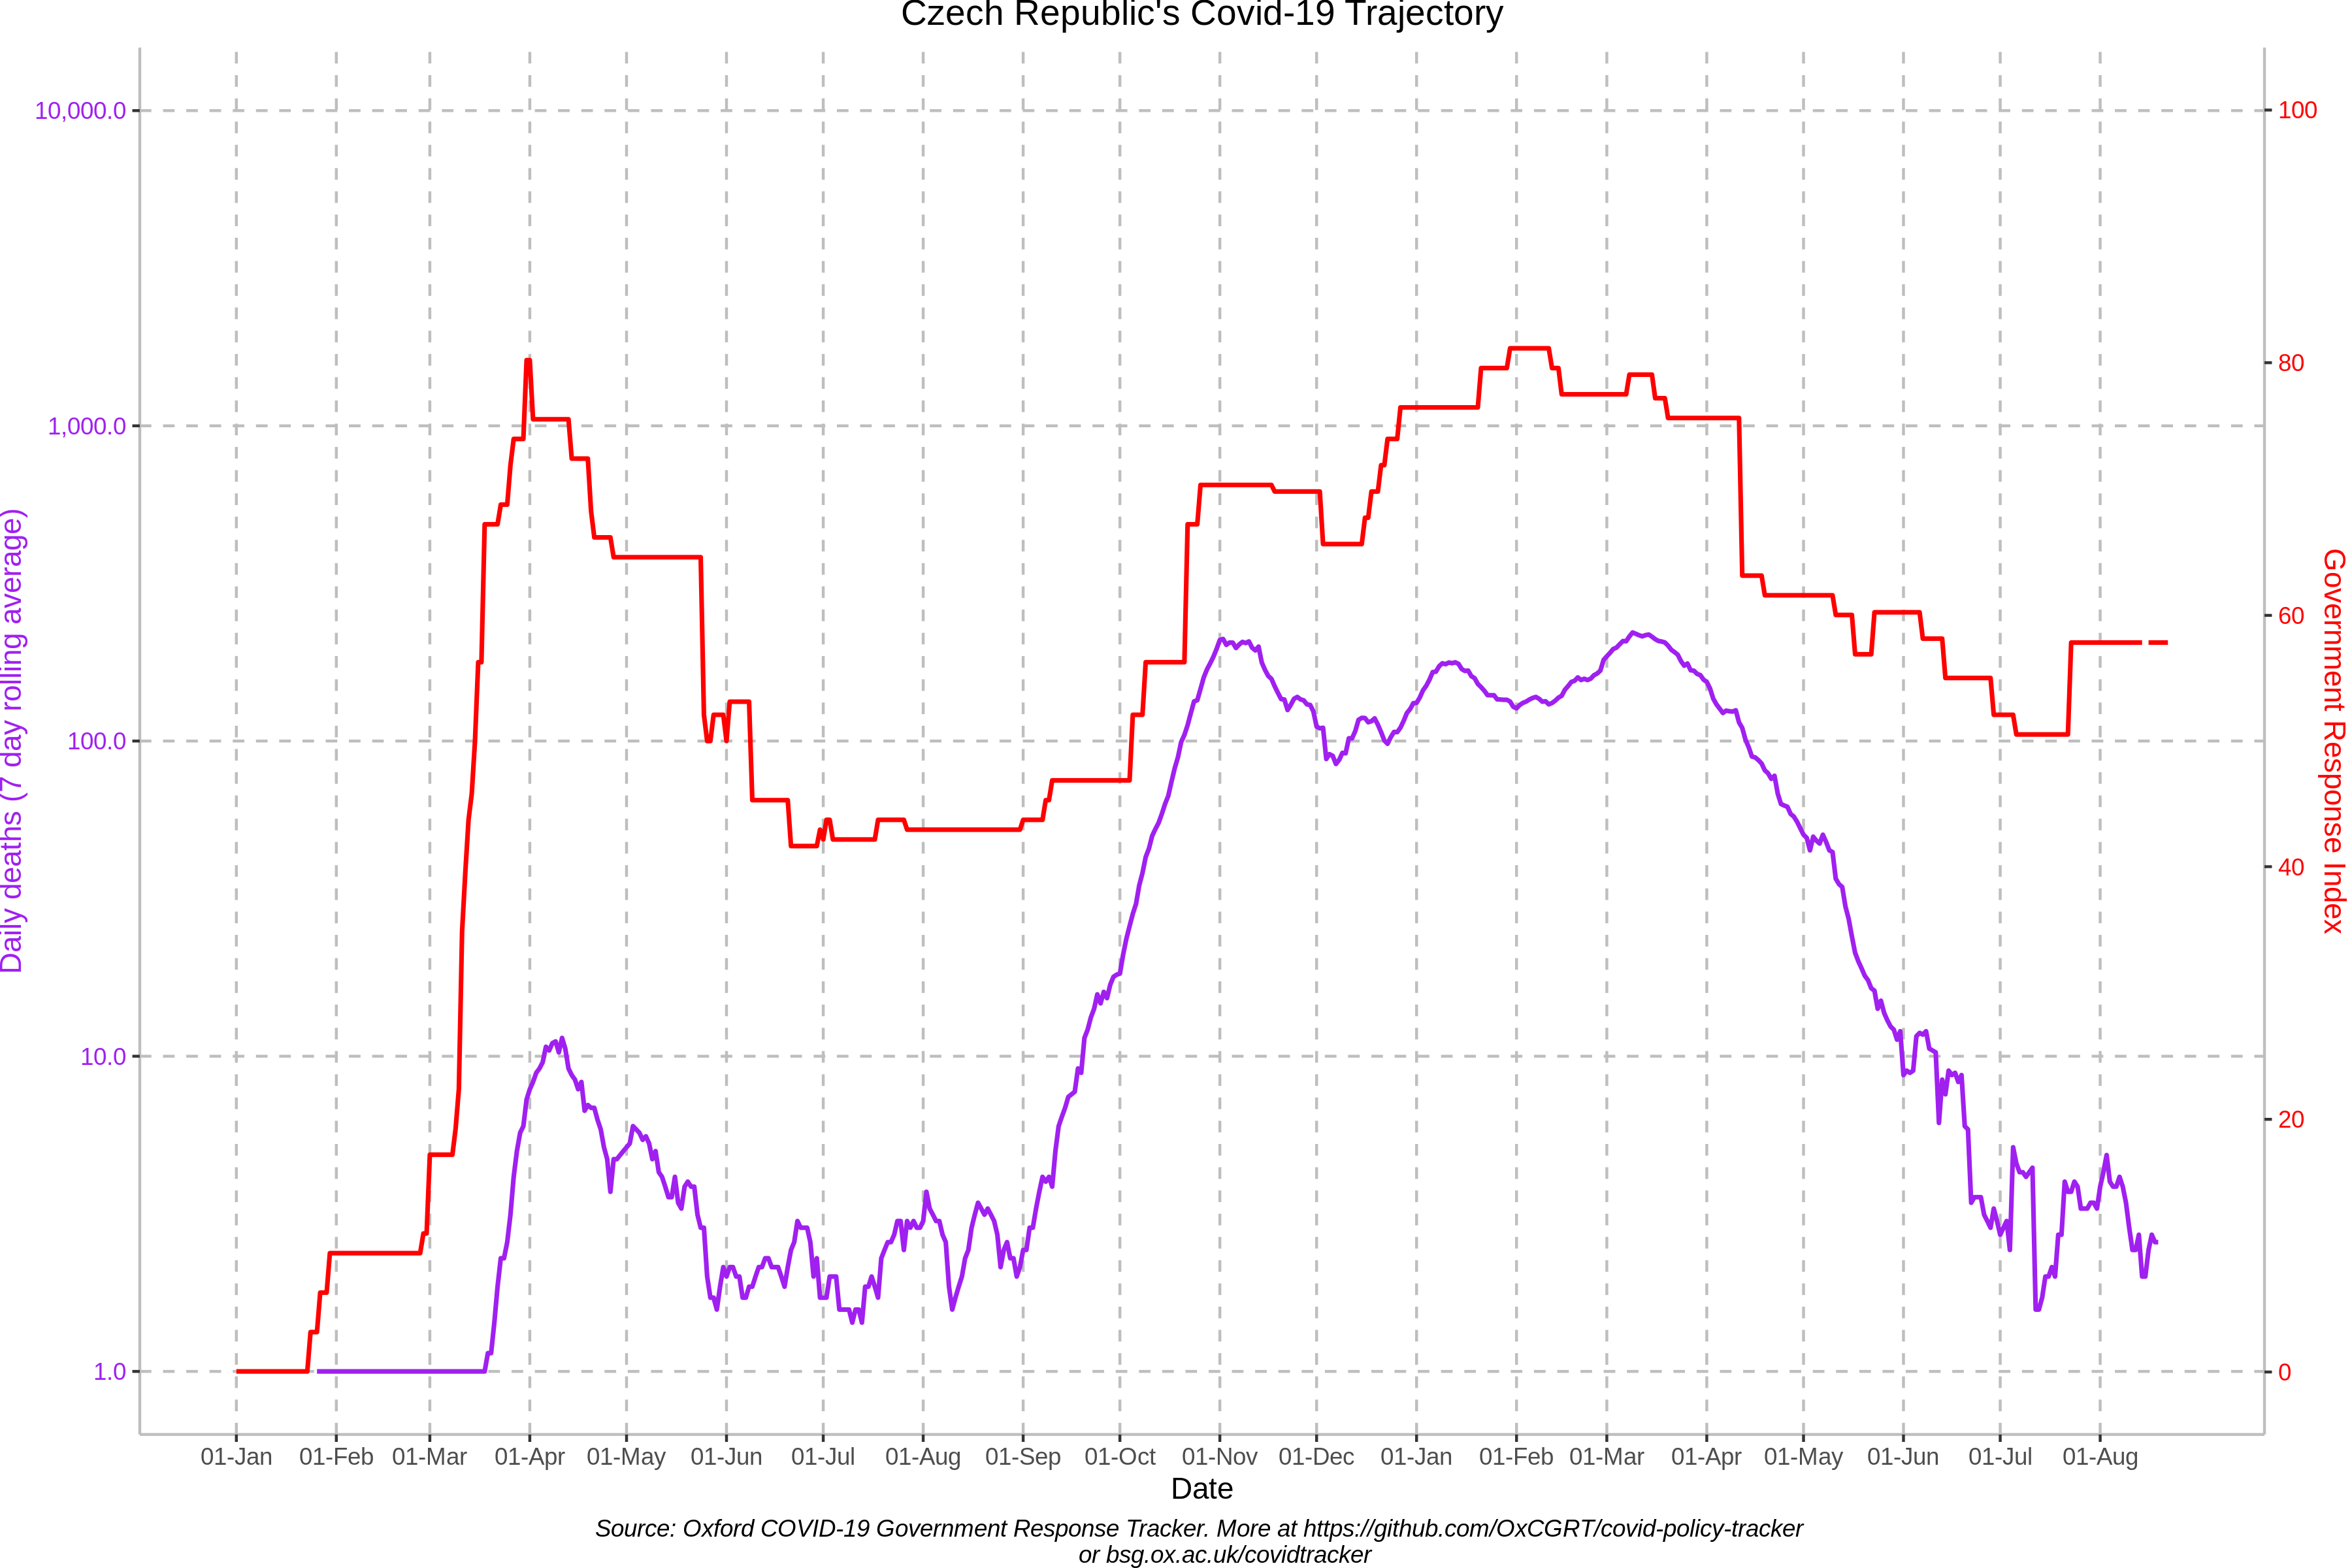 Czech Republic's Covid-19 Trajectory
10,000.0
1,000.0
100.0
10.0
1.0
Daily deaths (7 day rolling average)
100
80
60
40
20
0
Government Response Index
01-Jan 01-Feb 01-Mar 01-Apr 01-May 01-Jun 01-Jul 01-Aug 01-Sep 01-Oct 01-Nov 01-Dec 01-Jan 01-Feb 01-Mar 01-Apr 01-May 01-Jun 01-Jul 01-Aug
Date
Source: Oxford COVID-19 Government Response Tracker. More at https://github.com/OxCGRT/covid-policy-tracker
or bsg.ox.ac.uk/covidtracker